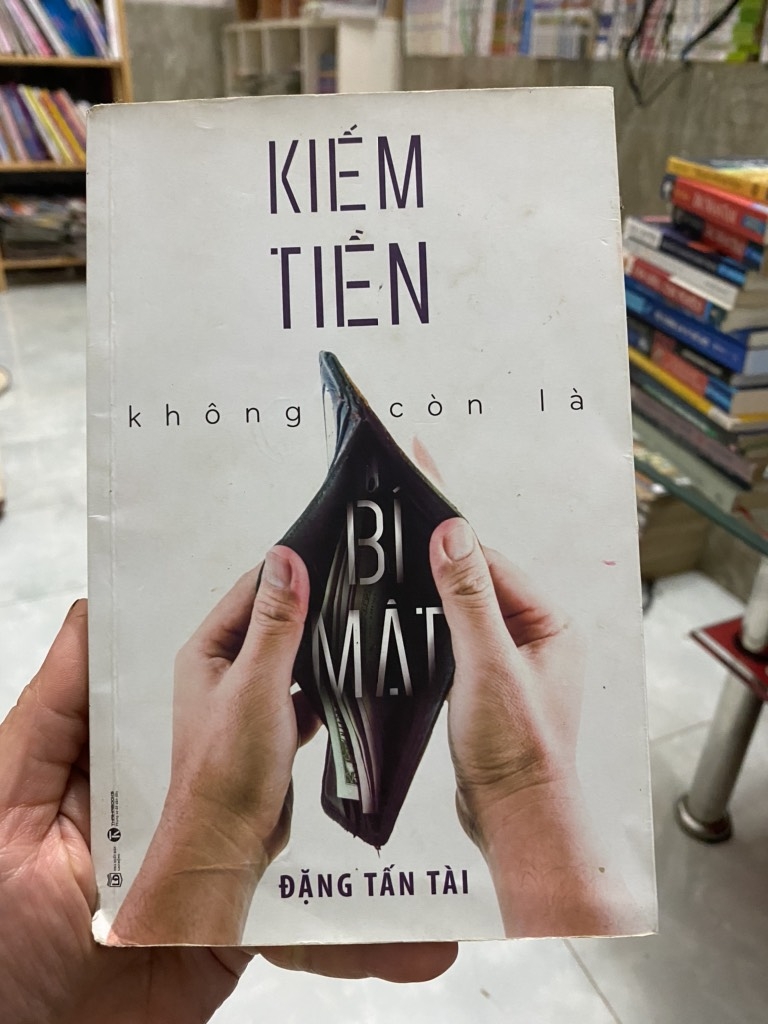 KIẾM
TIỀN
không còn là
BÍ
MẬT
ĐẶNG TẤN TÀI